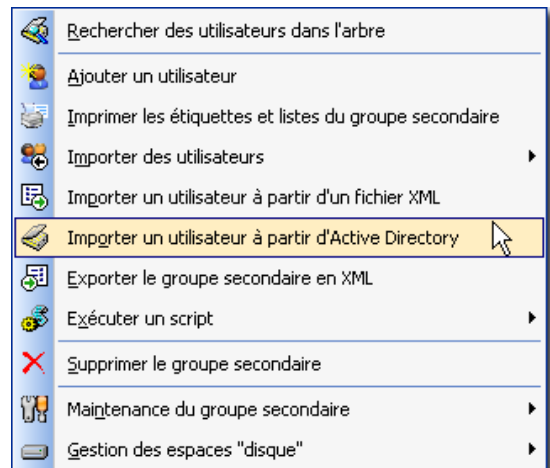 Rechercher des utilisateurs dans l'arbre
Ajouter un utilisateur
Imprimer les étiquettes et listes du groupe secondaire
Importer des utilisateurs
Importer un utilisateur à partir d'un fichier XML
Importer un utilisateur à partir d'Active Directory
Exporter le groupe secondaire en XML
Exécuter un script
Supprimer le groupe secondaire
Maintenance du groupe secondaire
Gestion des espaces "disque"